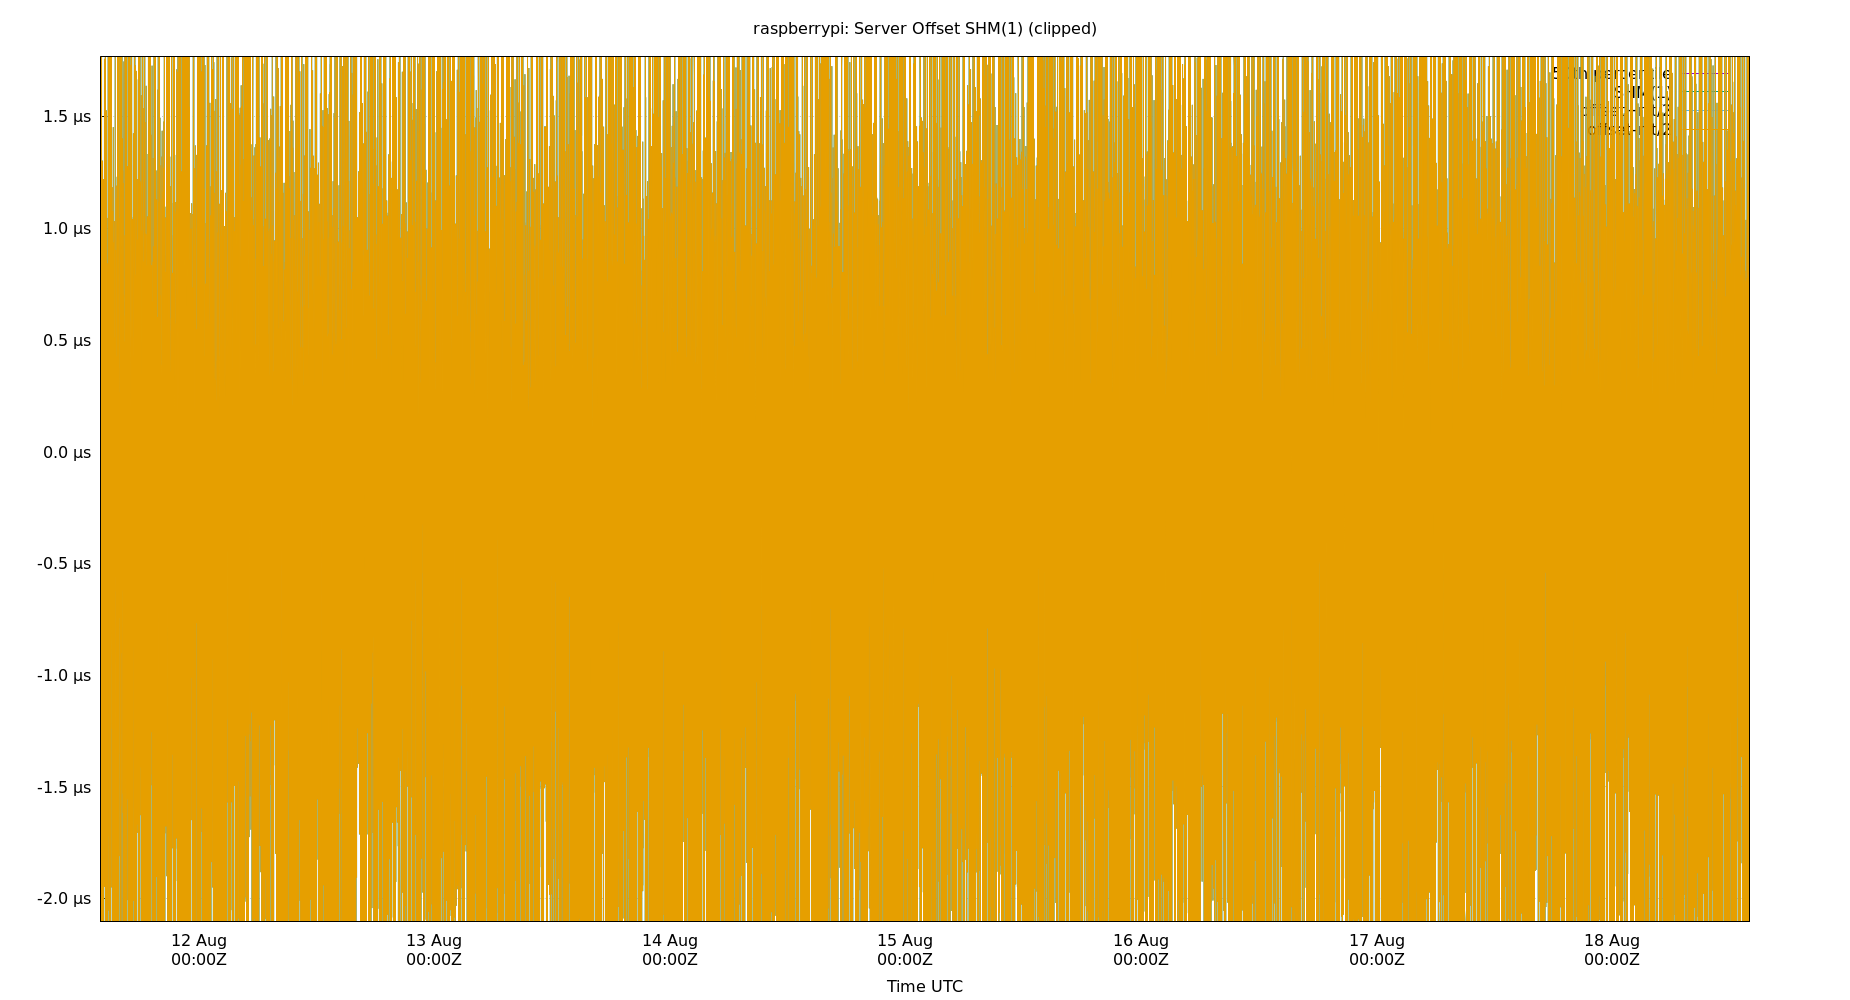 raspberrypi: Server Offset SHM(1) (clipped)
SHM(1)
1.5 µs
1.0 µs
0.5 µs
0.0 µs
-0.5 µs
-1.0 µs
-1.5 µs
-2.0 µs
12 Aug 13 Aug 14 Aug 15 Aug 16 Aug 17 Aug 18 Aug
00:00Z 00:00Z 00:00Z 00:00Z 00:00Z 00:00Z 00:00Z
Time UTC